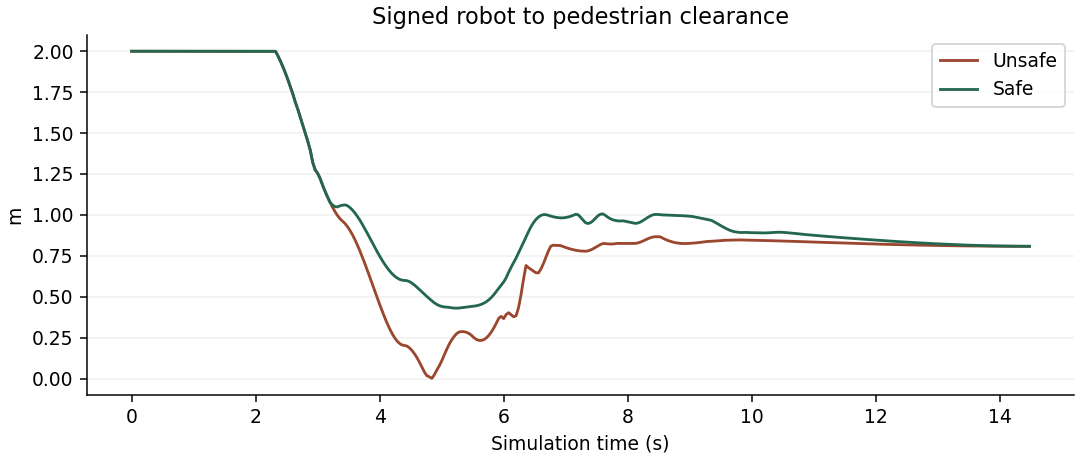 Signed robot to pedestrian clearance
Unsafe
Safe
2.00
1.75
1.50
1.25
1.00
0.75
0.50
0.25
0.00
m
0 2 4 6 8 10 12 14
Simulation time (s)